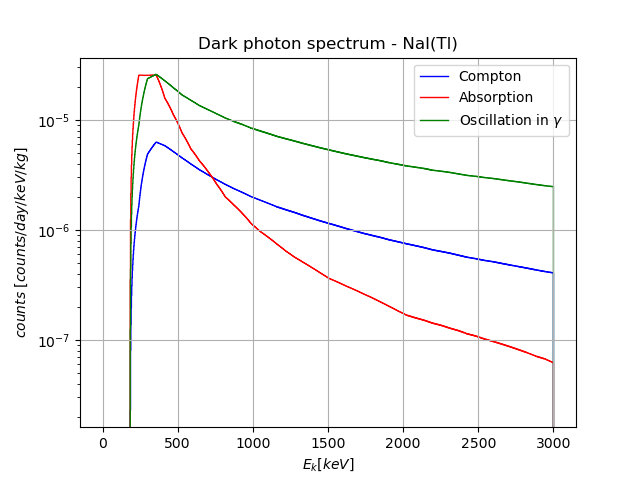 Dark photon spectrum - NaI(Tl)
Compton
Absorption
Oscillation in γ
counts [counts/day/keV/kg]
10⁻⁵
10⁻⁶
10⁻⁷
0 500 1000 1500 2000 2500 3000
Eₖ[keV]